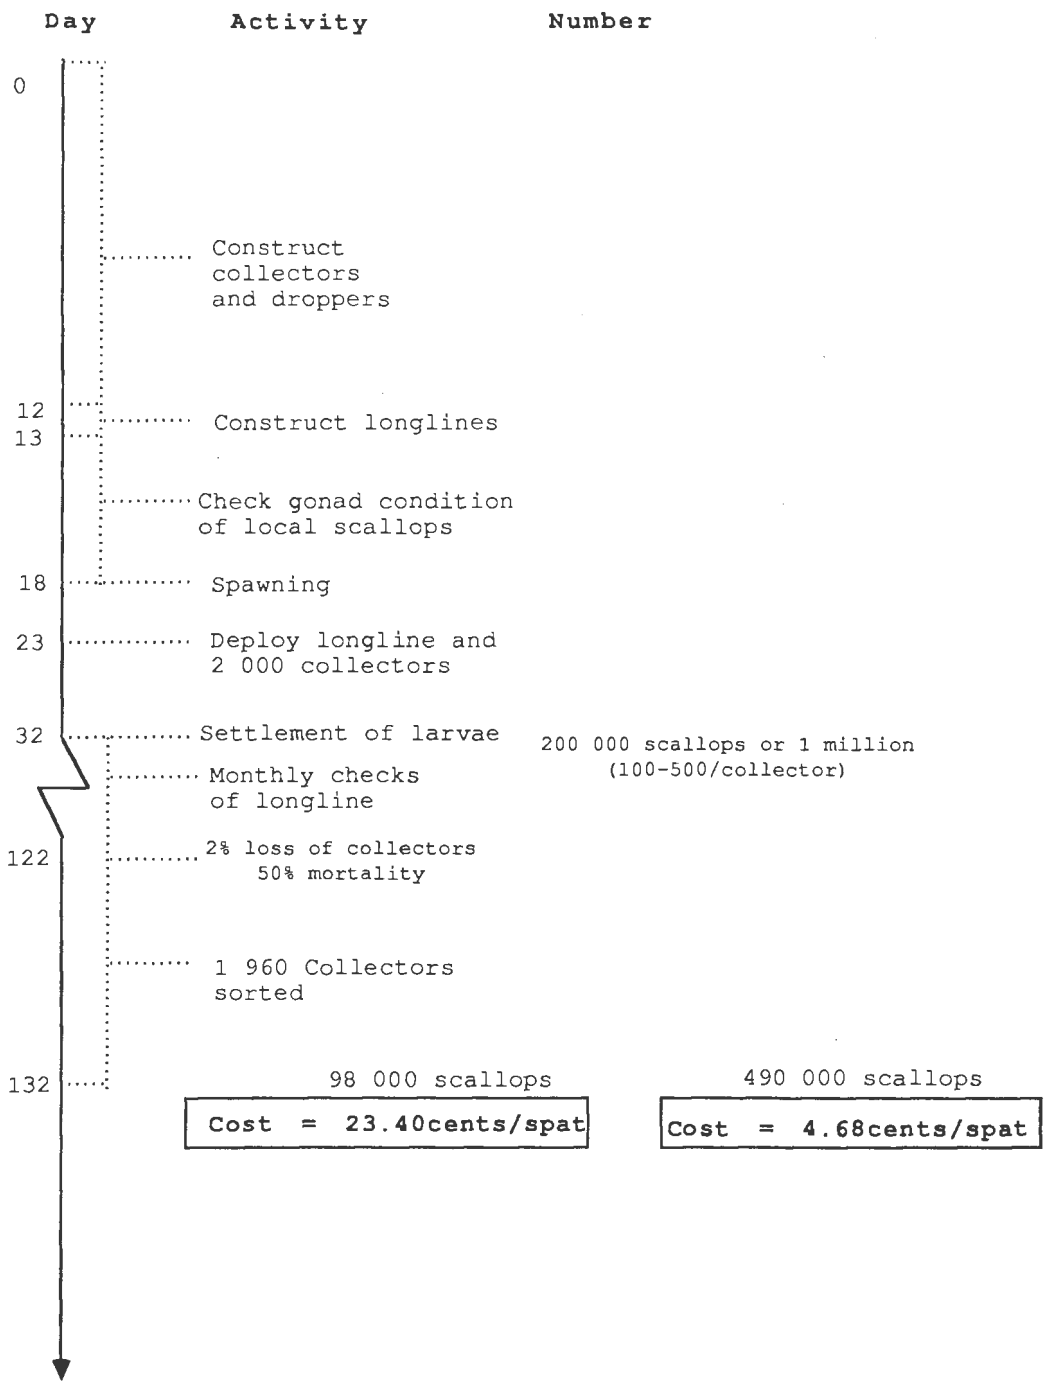 Day Activity Number
0
Construct
collectors
and droppers
12
Construct longlines
13
Check gonad condition
of local scallops
18 Spawning
23 Deploy longline and
2 000 collectors
32 Settlement of larvae
200 000 scallops or 1 million
(100-500/collector)
Monthly checks
of longline
122 2% loss of collectors
50% mortality
1 960 Collectors
sorted
132 98 000 scallops 490 000 scallops
Cost = 23.40cents/spat Cost = 4.68cents/spat